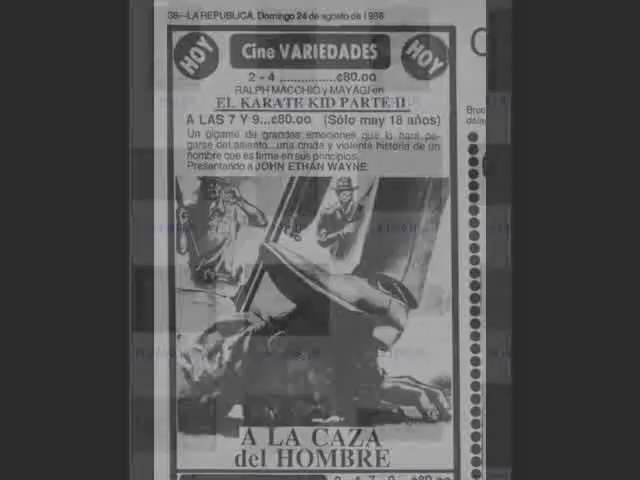 38—LA REPUBLICA, Domingo 24 de agosto de 1986
HOY
Cine VARIEDADES
HOY
2 - 4 ................¢80.oo
RALPH MACCHIO y MAYAGI en
EL KARATE KID PARTE II
A LAS 7 Y 9...¢80.oo (Sólo may 18 años)
Un gigante de grandes emociones que lo hará pe-
garse del asiento...una cruda y violenta historia de un
hombre que es firme en sus principios.
Presentando a JOHN ETHAN WAYNE
A LA CAZA
del HOMBRE